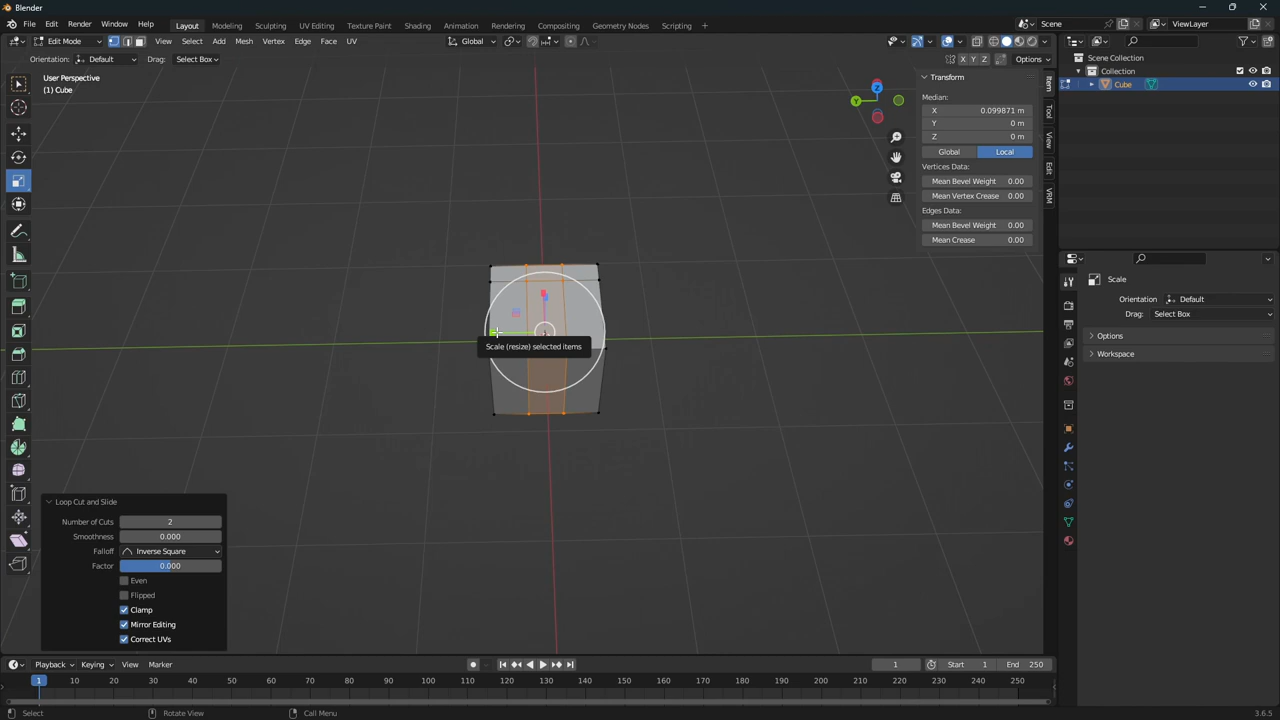 Blender
File Edit Render Window Help Layout Modeling Sculpting UV Editing Texture Paint Shading Animation Rendering Compositing Geometry Nodes Scripting + Scene ViewLayer
Edit Mode View Select Add Mesh Vertex Edge Face UV Global X Y Z Options
Orientation: Default Drag: Select Box
User Perspective
(1) Cube
Scene Collection
Collection
Cube
Transform
Median:
X 0.099871 m
Y 0 m
Z 0 m
Global Local
Vertices Data:
Mean Bevel Weight 0.00
Mean Vertex Crease 0.00
Edges Data:
Mean Bevel Weight 0.00
Mean Crease 0.00
Item
Tool
View
Edit
VRM
Z
Y
Scale
Orientation Default
Drag: Select Box
Options
Workspace
Scale (resize) selected items
Loop Cut and Slide
Number of Cuts 2
Smoothness 0.000
Falloff Inverse Square
Factor 0.000
Even
Flipped
Clamp
Mirror Editing
Correct UVs
Playback Keying View Marker 1 Start 1 End 250
1 10 20 30 40 50 60 70 80 90 100 110 120 130 140 150 160 170 180 190 200 210 220 230 240 250
Select Rotate View Call Menu 3.6.5